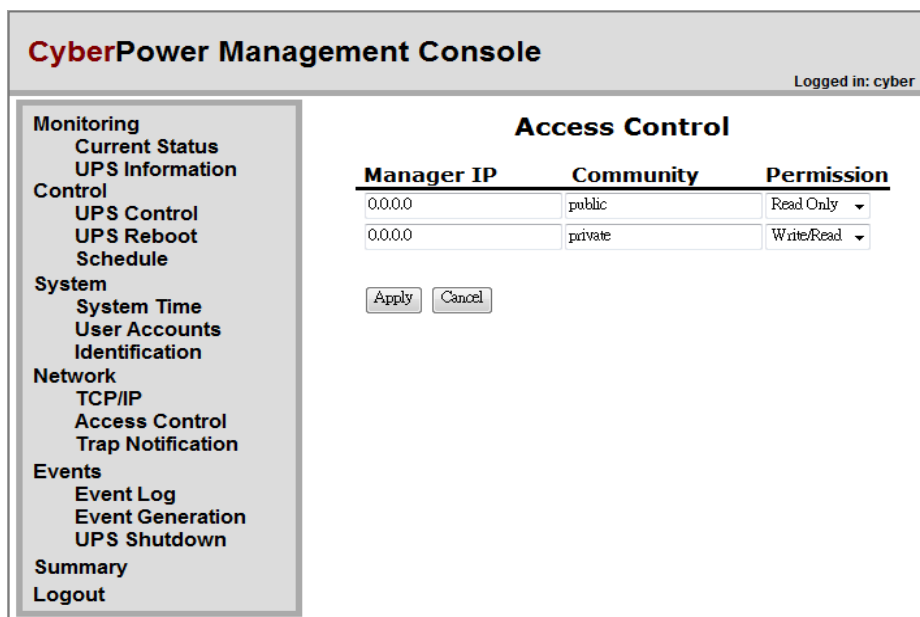 CyberPower Management Console
Logged in: cyber
Monitoring
Current Status
UPS Information
Control
UPS Control
UPS Reboot
Schedule
System
System Time
User Accounts
Identification
Network
TCP/IP
Access Control
Trap Notification
Events
Event Log
Event Generation
UPS Shutdown
Summary
Logout
Access Control
Manager IP Community Permission
0.0.0.0 public Read Only
0.0.0.0 private Write/Read
Apply Cancel